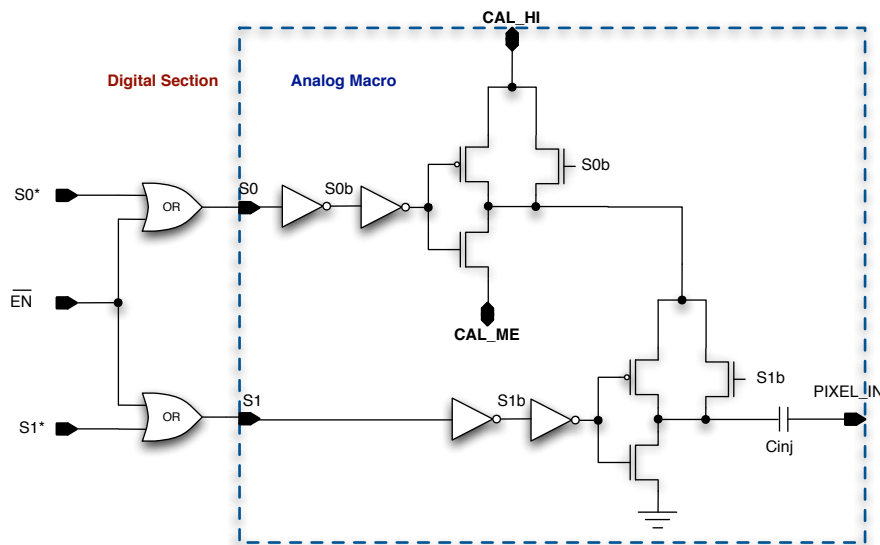 CAL_HI
Digital Section
Analog Macro
S0*
OR
S0
S0b
S0b
EN
CAL_ME
S1*
OR
S1
S1b
S1b
PIXEL_IN
Cinj